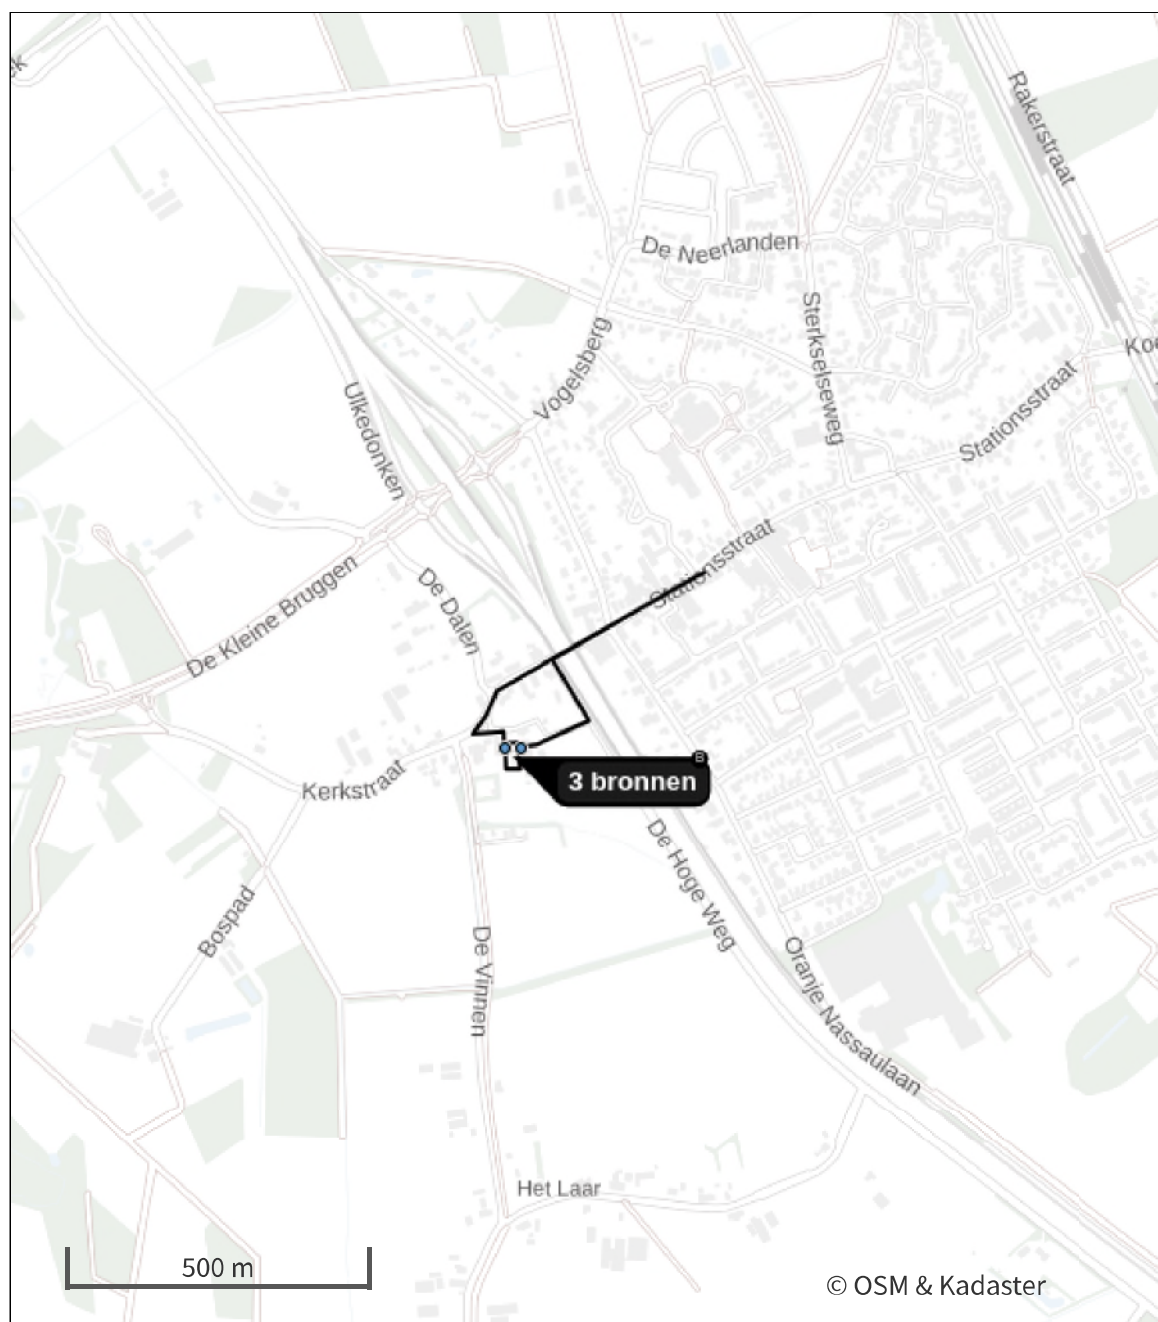 Rakerstraat
De Neerlanden
Sterkselseweg
Vogelsberg
Koe
Stationsstraat
Ulkedonken
Stationsstraat
De Kleine Bruggen
De Dalen
B
3 bronnen
Kerkstraat
De Hoge Weg
Bospad
De Vinnen
Oranje Nassaulaan
Het Laar
500 m
© OSM & Kadaster